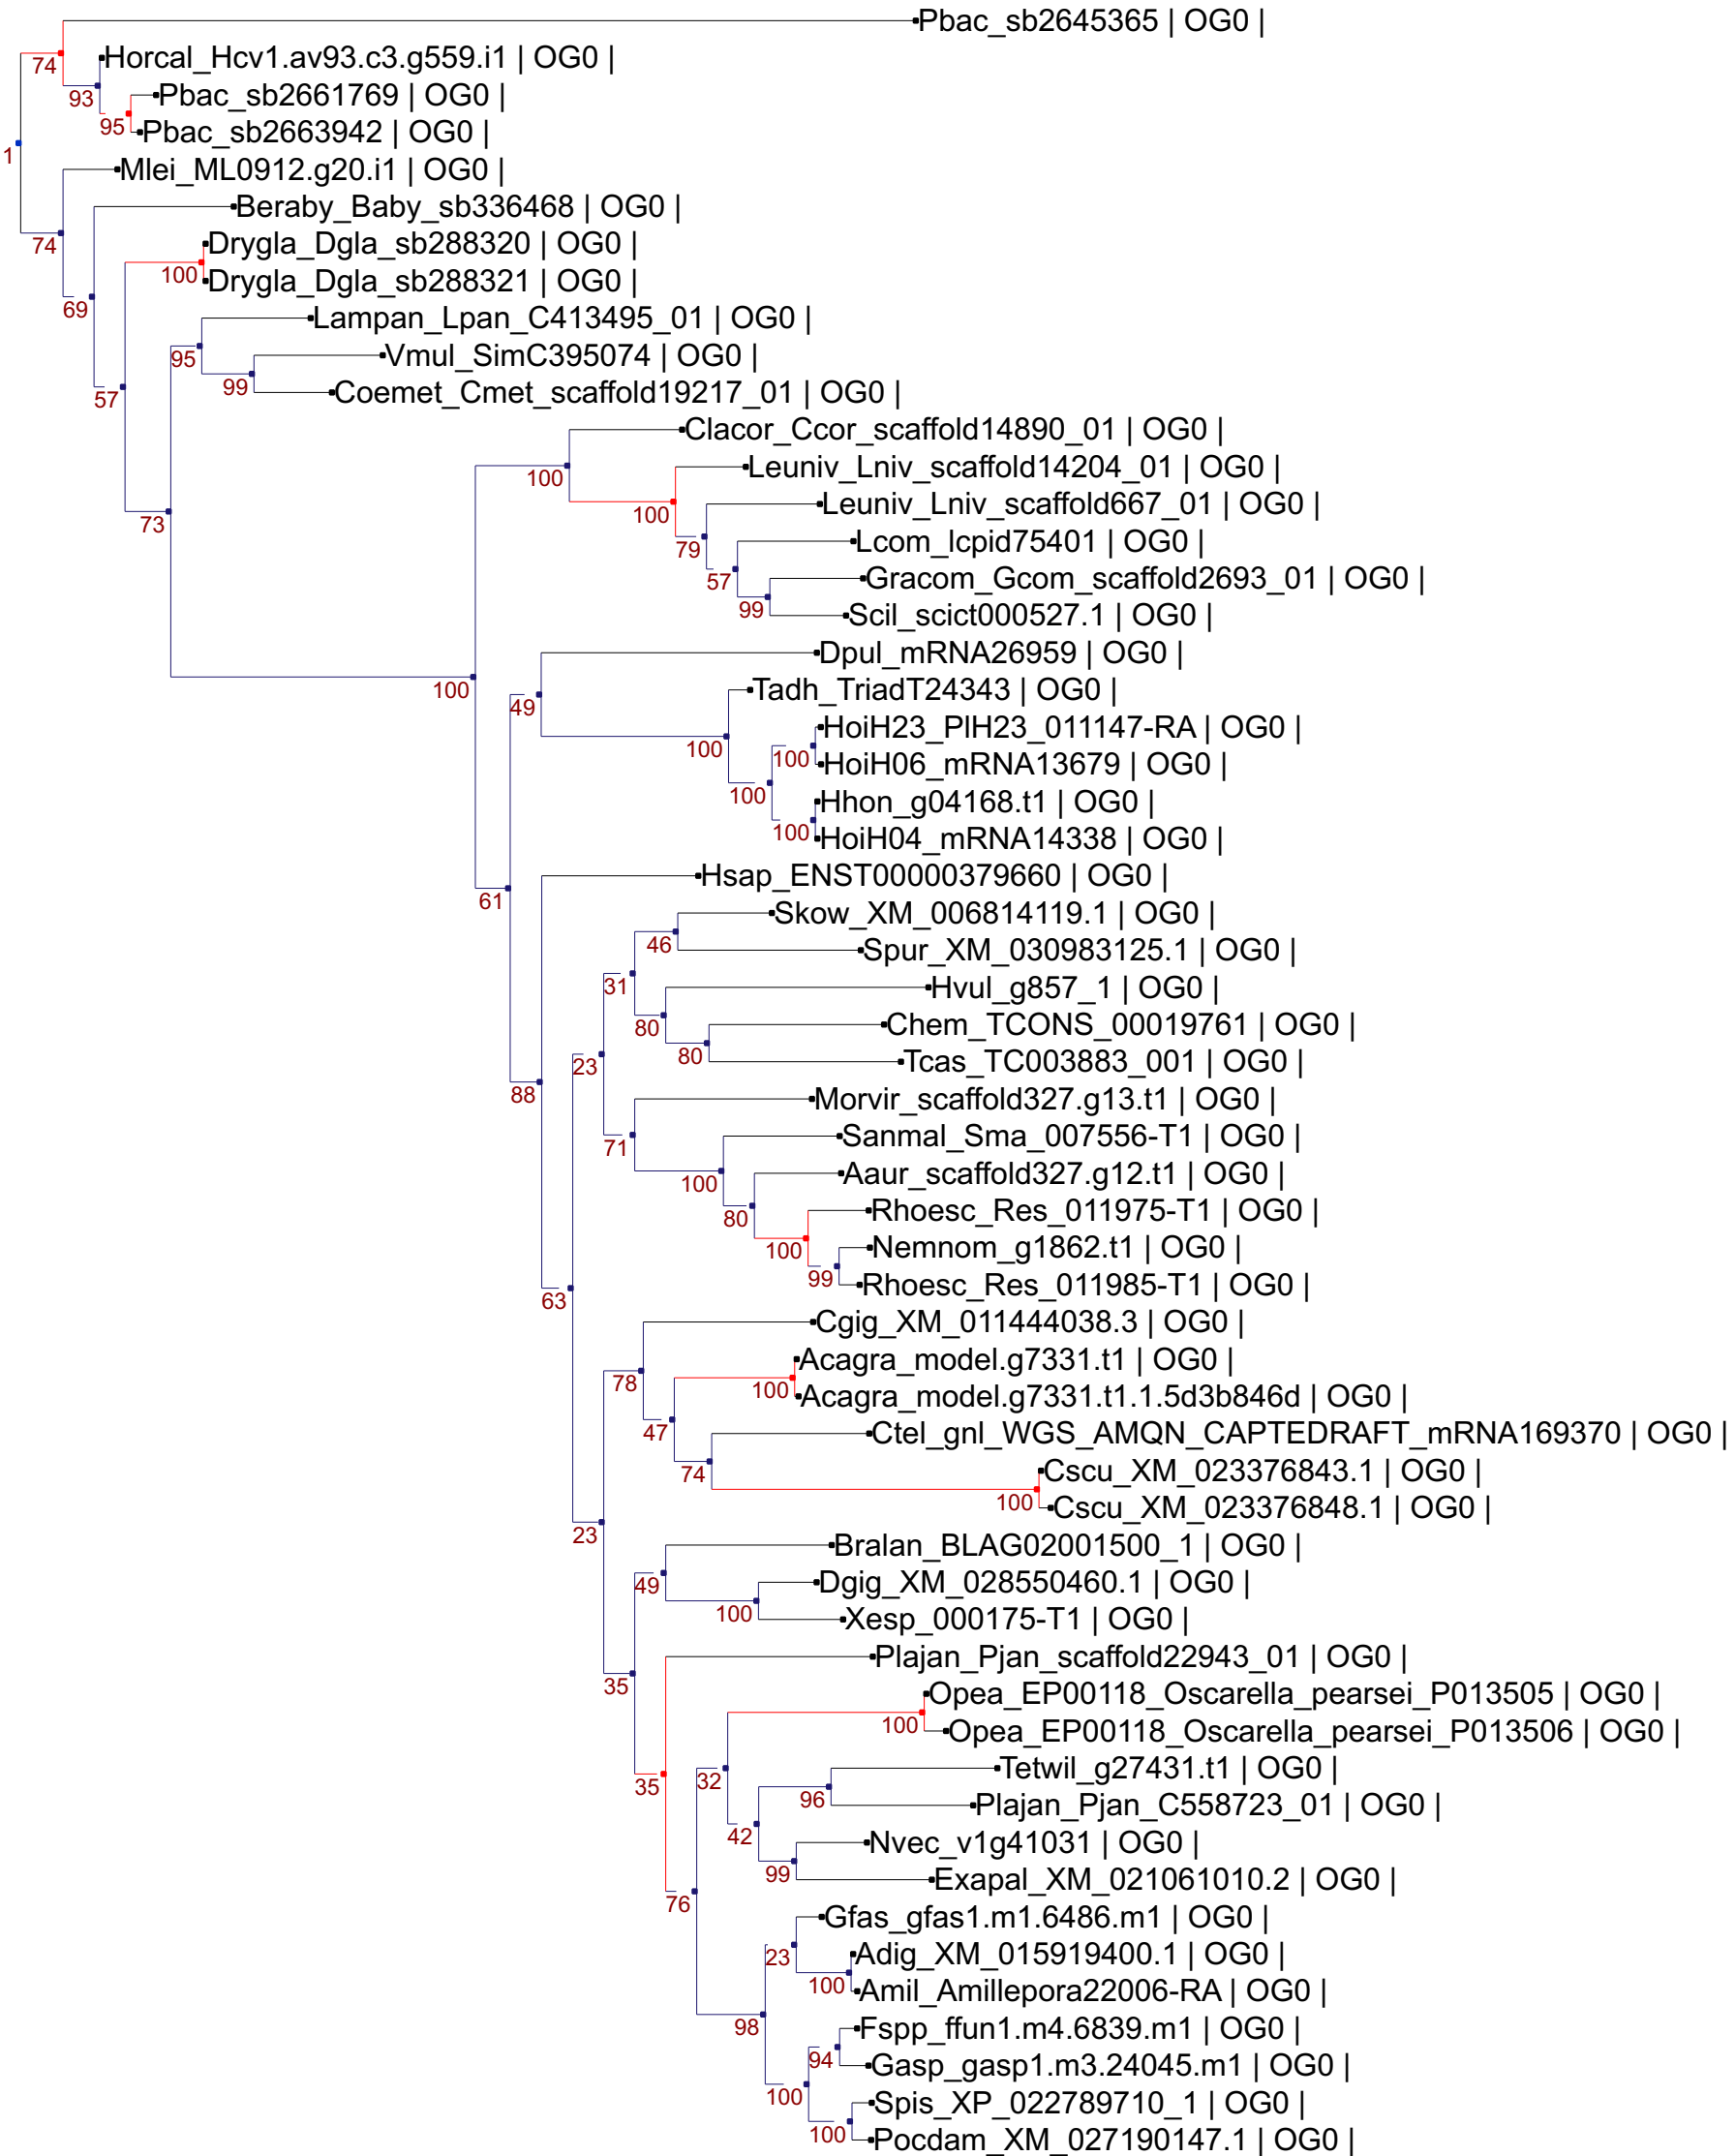 Pbac_sb2645365 | OG0 |
74
Horcal_Hcv1.av93.c3.g559.i1 | OG0 |
93
Pbac_sb2661769 | OG0 |
95
Pbac_sb2663942 | OG0 |
1
Mlei_ML0912.g20.i1 | OG0 |
Beraby_Baby_sb336468 | OG0 |
74
Drygla_Dgla_sb288320 | OG0 |
100
Drygla_Dgla_sb288321 | OG0 |
69
Lampan_Lpan_C413495_01 | OG0 |
95
Vmul_SimC395074 | OG0 |
99
Coemet_Cmet_scaffold19217_01 | OG0 |
57
Clacor_Ccor_scaffold14890_01 | OG0 |
100
Leuniv_Lniv_scaffold14204_01 | OG0 |
100
Leuniv_Lniv_scaffold667_01 | OG0 |
73
79
Lcom_lcpid75401 | OG0 |
57
Gracom_Gcom_scaffold2693_01 | OG0 |
99
Scil_scict000527.1 | OG0 |
Dpul_mRNA26959 | OG0 |
100
Tadh_TriadT24343 | OG0 |
49
HoiH23_PlH23_011147-RA | OG0 |
100
100
HoiH06_mRNA13679 | OG0 |
100
Hhon_g04168.t1 | OG0 |
100
HoiH04_mRNA14338 | OG0 |
Hsap_ENST00000379660 | OG0 |
61
Skow_XM_006814119.1 | OG0 |
46
Spur_XM_030983125.1 | OG0 |
31
Hvul_g857_1 | OG0 |
80
Chem_TCONS_00019761 | OG0 |
80
Tcas_TC003883_001 | OG0 |
23
88
Morvir_scaffold327.g13.t1 | OG0 |
71
Sanmal_Sma_007556-T1 | OG0 |
100
Aaur_scaffold327.g12.t1 | OG0 |
80
Rhoesc_Res_011975-T1 | OG0 |
100
Nemnom_g1862.t1 | OG0 |
99
Rhoesc_Res_011985-T1 | OG0 |
63
Cgig_XM_011444038.3 | OG0 |
78
Acagra_model.g7331.t1 | OG0 |
100
Acagra_model.g7331.t1.1.5d3b846d | OG0 |
47
Ctel_gnl_WGS_AMQN_CAPTEDRAFT_mRNA169370 | OG0 |
74
Cscu_XM_023376843.1 | OG0 |
100
Cscu_XM_023376848.1 | OG0 |
23
Bralan_BLAG02001500_1 | OG0 |
49
Dgig_XM_028550460.1 | OG0 |
100
Xesp_000175-T1 | OG0 |
35
Plajan_Pjan_scaffold22943_01 | OG0 |
Opea_EP00118_Oscarella_pearsei_P013505 | OG0 |
100
Opea_EP00118_Oscarella_pearsei_P013506 | OG0 |
35
32
Tetwil_g27431.t1 | OG0 |
96
Plajan_Pjan_C558723_01 | OG0 |
42
Nvec_v1g41031 | OG0 |
99
Exapal_XM_021061010.2 | OG0 |
76
Gfas_gfas1.m1.6486.m1 | OG0 |
23
Adig_XM_015919400.1 | OG0 |
100
Amil_Amillepora22006-RA | OG0 |
98
Fspp_ffun1.m4.6839.m1 | OG0 |
94
Gasp_gasp1.m3.24045.m1 | OG0 |
100
Spis_XP_022789710_1 | OG0 |
100
Pocdam_XM_027190147.1 | OG0 |